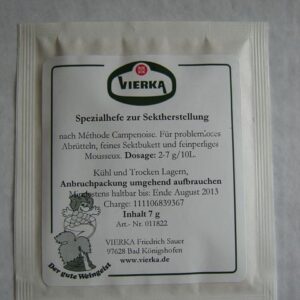 VIERKA
Spezialhefe zur Sektherstellung
nach Méthode Campenoise. Für problemloses
Abrütteln, feines Sektbukett und feinperliges
Mousseux. Dosage: 2-7 g/10L.
Kühl und Trocken Lagern,
Anbruchpackung umgehend aufbrauchen
Mindestens haltbar bis: Ende August 2013
Charge: 111106839367
Inhalt 7 g
Art.- Nr. 011822
VIERKA Friedrich Sauer
97628 Bad Königshofen
www.vierka.de
Der gute Weingeist